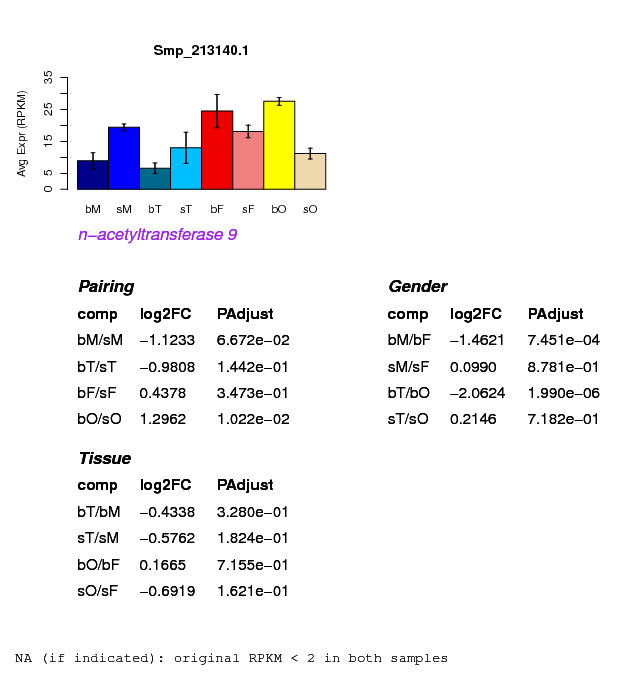 Smp_213140.1
Avg Expr (RPKM)
35
25
15
5
0
bM sM bT sT bF sF bO sO
n−acetyltransferase 9
Pairing
comp log2FC PAdjust
bM/sM −1.1233 6.672e−02
bT/sT −0.9808 1.442e−01
bF/sF 0.4378 3.473e−01
bO/sO 1.2962 1.022e−02
Gender
comp log2FC PAdjust
bM/bF −1.4621 7.451e−04
sM/sF 0.0990 8.781e−01
bT/bO −2.0624 1.990e−06
sT/sO 0.2146 7.182e−01
Tissue
comp log2FC PAdjust
bT/bM −0.4338 3.280e−01
sT/sM −0.5762 1.824e−01
bO/bF 0.1665 7.155e−01
sO/sF −0.6919 1.621e−01
NA (if indicated): original RPKM < 2 in both samples